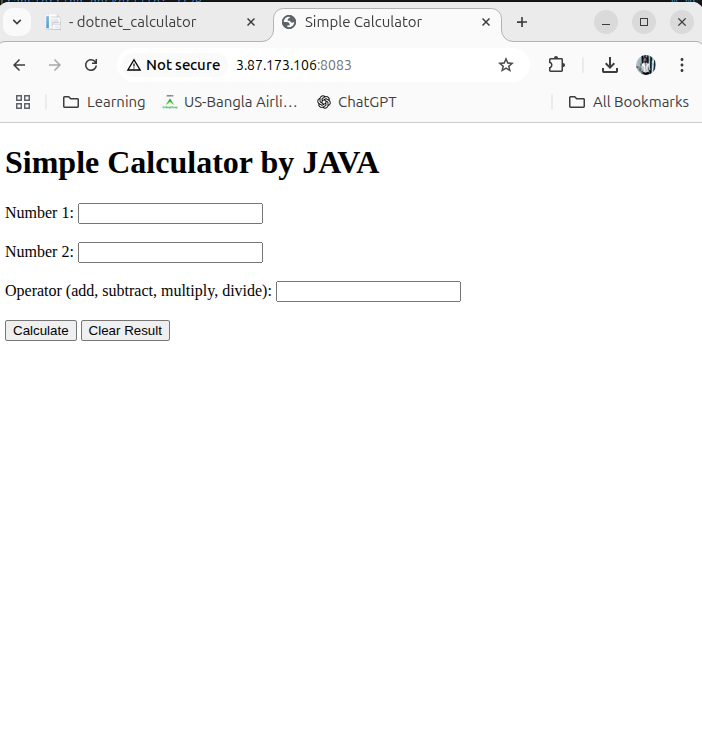 - dotnet_calculator
Simple Calculator
Not secure 3.87.173.106:8083
Learning US-Bangla Airli... ChatGPT All Bookmarks
Simple Calculator by JAVA
Number 1:
Number 2:
Operator (add, subtract, multiply, divide):
Calculate Clear Result